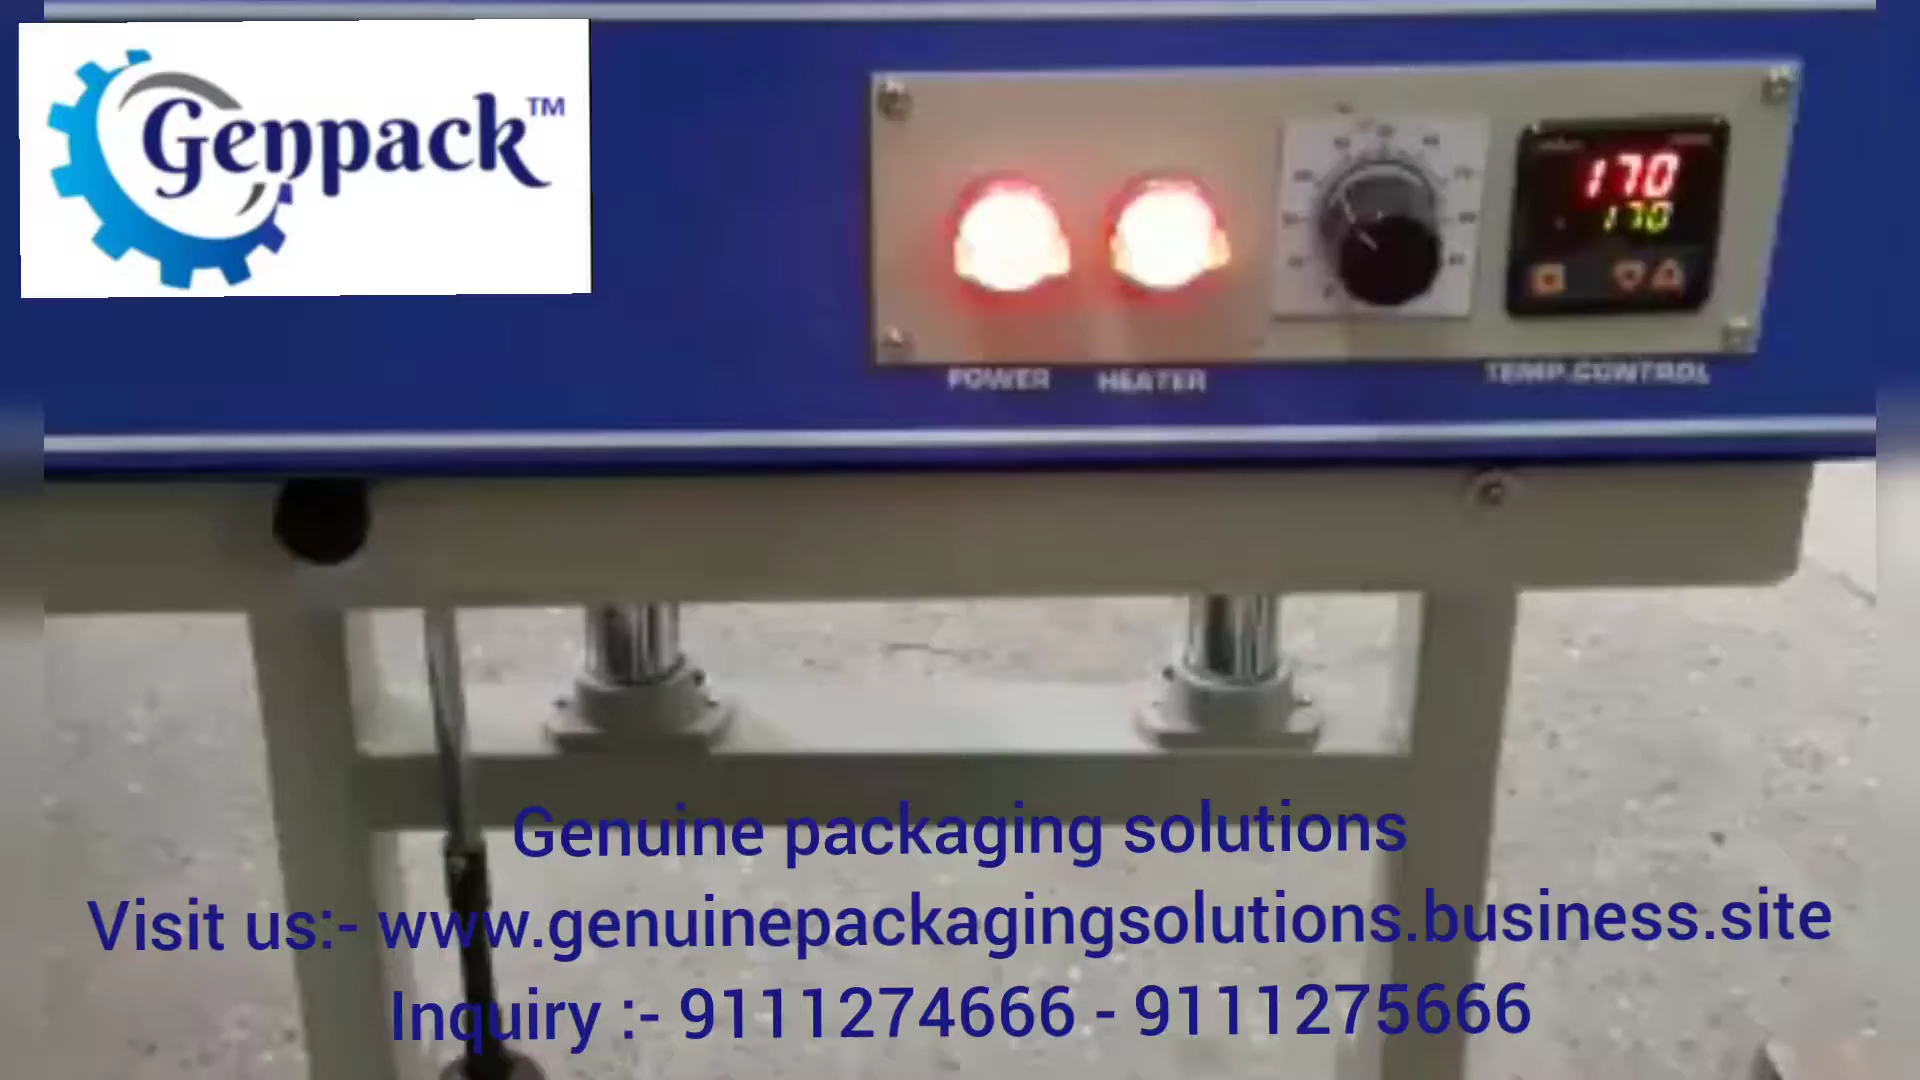 Genpack™
170
170
POWER
HEATER
TEMP.CONTROL
Genuine packaging solutions
Visit us:- www.genuinepackagingsolutions.business.site
Inquiry :- 9111274666 - 9111275666